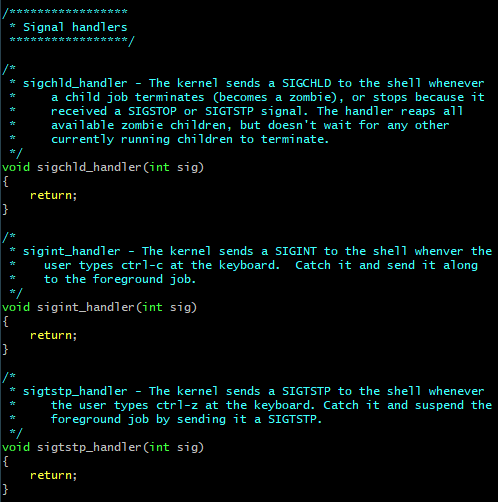 /*****************
 * Signal handlers
 *****************/

/*
 * sigchld_handler - The kernel sends a SIGCHLD to the shell whenever
 *     a child job terminates (becomes a zombie), or stops because it
 *     received a SIGSTOP or SIGTSTP signal. The handler reaps all
 *     available zombie children, but doesn't wait for any other
 *     currently running children to terminate.
 */
void sigchld_handler(int sig)
{
    return;
}

/*
 * sigint_handler - The kernel sends a SIGINT to the shell whenver the
 *    user types ctrl-c at the keyboard.  Catch it and send it along
 *    to the foreground job.
 */
void sigint_handler(int sig)
{
    return;
}

/*
 * sigtstp_handler - The kernel sends a SIGTSTP to the shell whenever
 *     the user types ctrl-z at the keyboard. Catch it and suspend the
 *     foreground job by sending it a SIGTSTP.
 */
void sigtstp_handler(int sig)
{
    return;
}